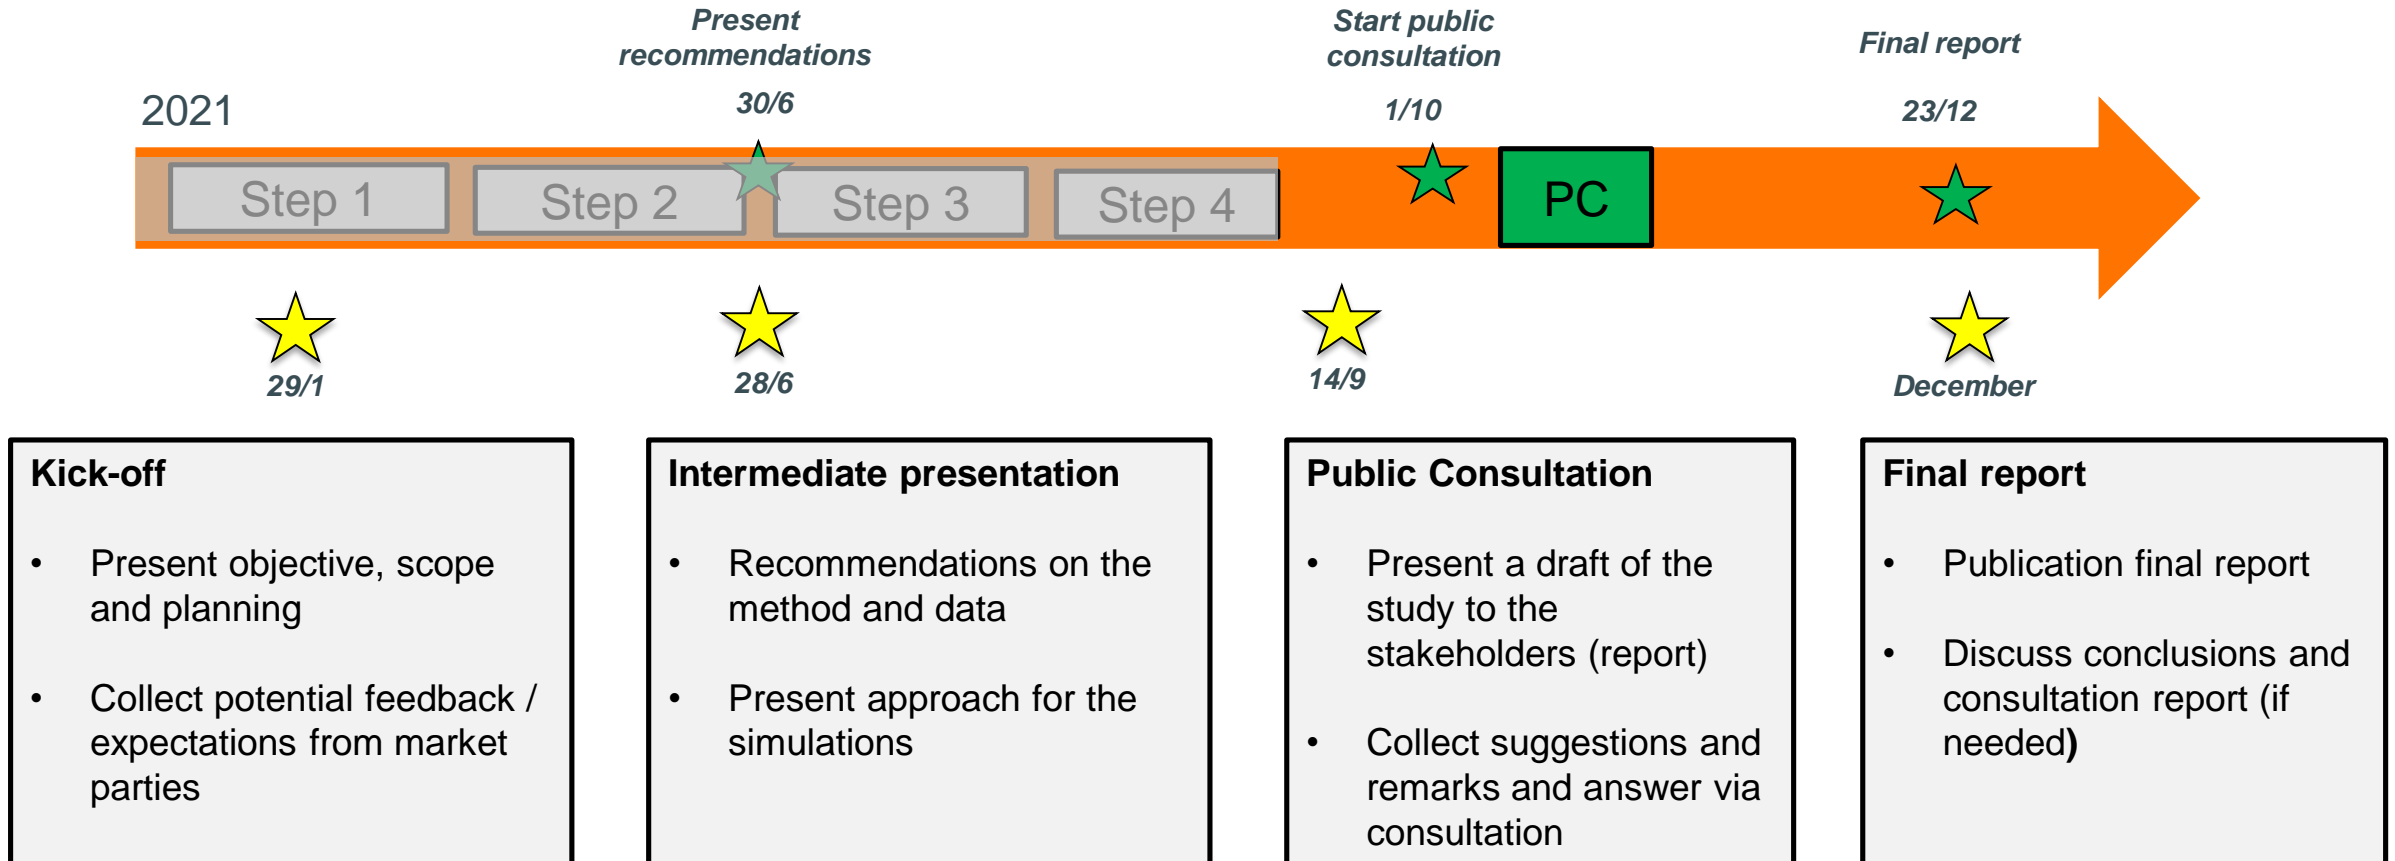 Present
recommendations
30/6
Start public
consultation
1/10
Final report
23/12
2021
Step 1
Step 2
Step 3
Step 4
PC
29/1
28/6
14/9
December
Kick-off
• Present objective, scope
and planning
• Collect potential feedback /
expectations from market
parties
Intermediate presentation
• Recommendations on the
method and data
• Present approach for the
simulations
Public Consultation
• Present a draft of the
study to the
stakeholders (report)
• Collect suggestions and
remarks and answer via
consultation
Final report
• Publication final report
• Discuss conclusions and
consultation report (if
needed)